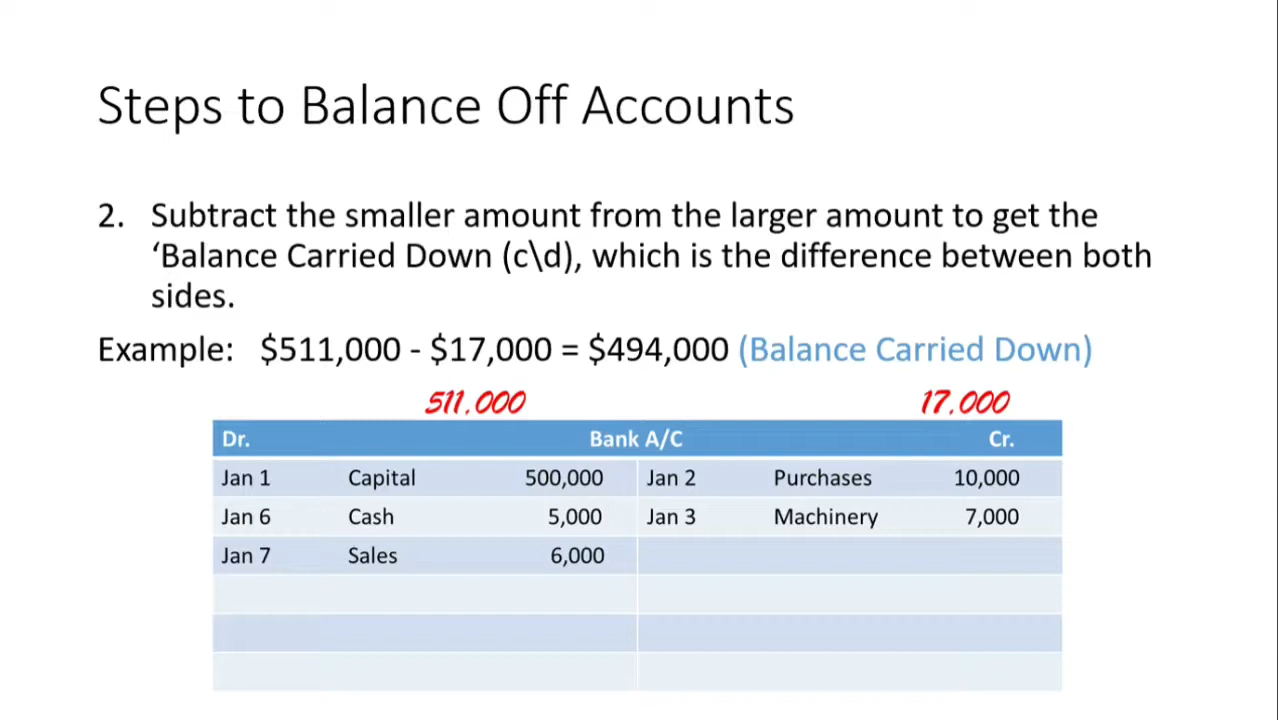 Steps to Balance Off Accounts
2. Subtract the smaller amount from the larger amount to get the
‘Balance Carried Down (c\d), which is the difference between both
sides.
Example: $511,000 - $17,000 = $494,000 (Balance Carried Down)
511,000 17,000
Dr. Bank A/C Cr.
Jan 1 Capital 500,000 Jan 2 Purchases 10,000
Jan 6 Cash 5,000 Jan 3 Machinery 7,000
Jan 7 Sales 6,000